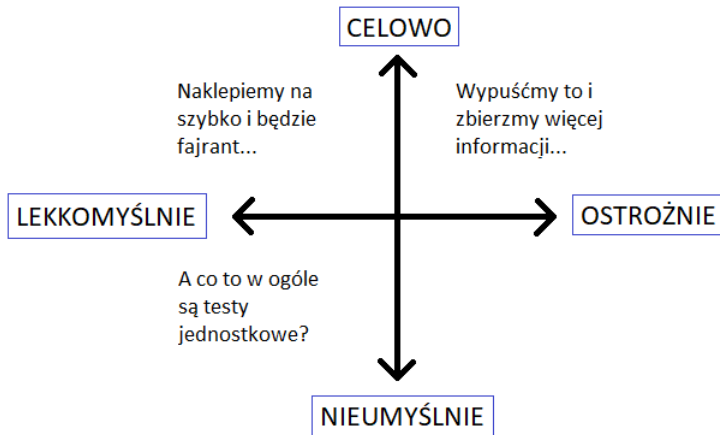 CELOWO
Naklepiemy na
szybko i będzie
fajrant...
Wypuśćmy to i
zbierzmy więcej
informacji...
LEKKOMYŚLNIE
OSTROŻNIE
A co to w ogóle
są testy
jednostkowe?
NIEUMYŚLNIE